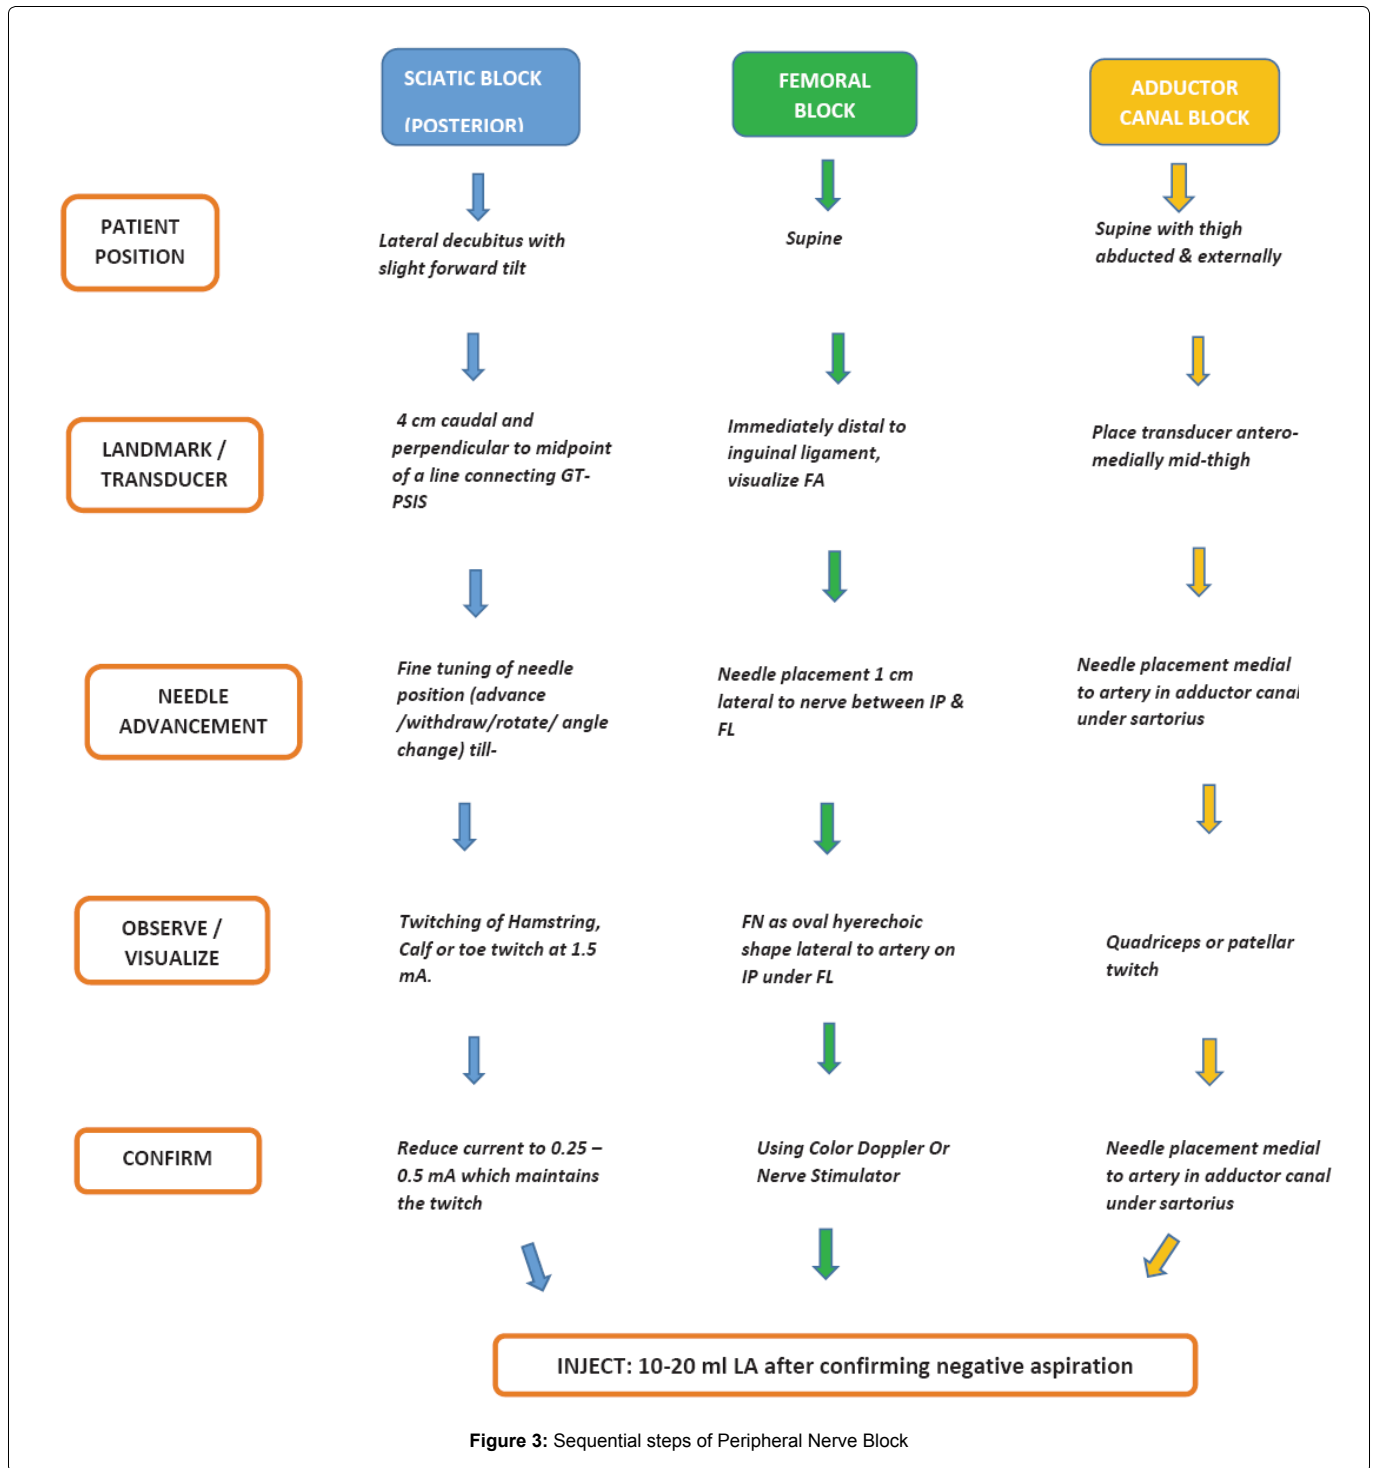 SCIATIC BLOCK
(POSTERIOR)
FEMORAL
BLOCK
ADDUCTOR
CANAL BLOCK
PATIENT
POSITION
Lateral decubitus with
slight forward tilt
Supine
Supine with thigh
abducted & externally
LANDMARK /
TRANSDUCER
4 cm caudal and
perpendicular to midpoint
of a line connecting GT-
PSIS
Immediately distal to
inguinal ligament,
visualize FA
Place transducer antero-
medially mid-thigh
NEEDLE
ADVANCEMENT
Fine tuning of needle
position (advance
/withdraw/rotate/ angle
change) till-
Needle placement 1 cm
lateral to nerve between IP &
FL
Needle placement medial
to artery in adductor canal
under sartorius
OBSERVE /
VISUALIZE
Twitching of Hamstring,
Calf or toe twitch at 1.5
mA.
FN as oval hyerechoic
shape lateral to artery on
IP under FL
Quadriceps or patellar
twitch
CONFIRM
Reduce current to 0.25 –
0.5 mA which maintains
the twitch
Using Color Doppler Or
Nerve Stimulator
Needle placement medial
to artery in adductor canal
under sartorius
INJECT: 10-20 ml LA after confirming negative aspiration
Figure 3: Sequential steps of Peripheral Nerve Block